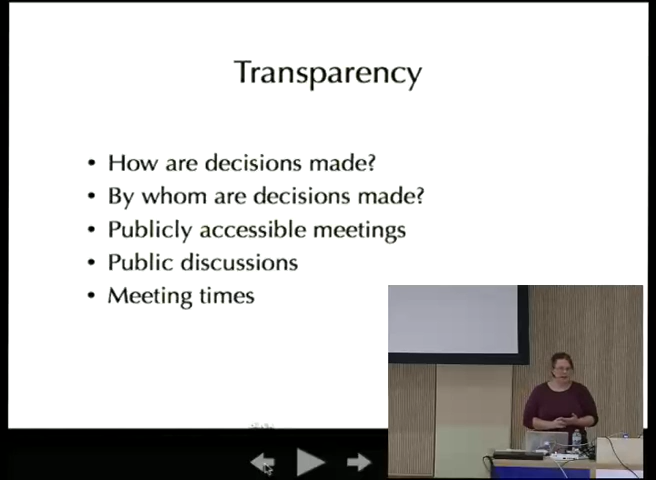 Transparency
• How are decisions made?
• By whom are decisions made?
• Publicly accessible meetings
• Public discussions
• Meeting times